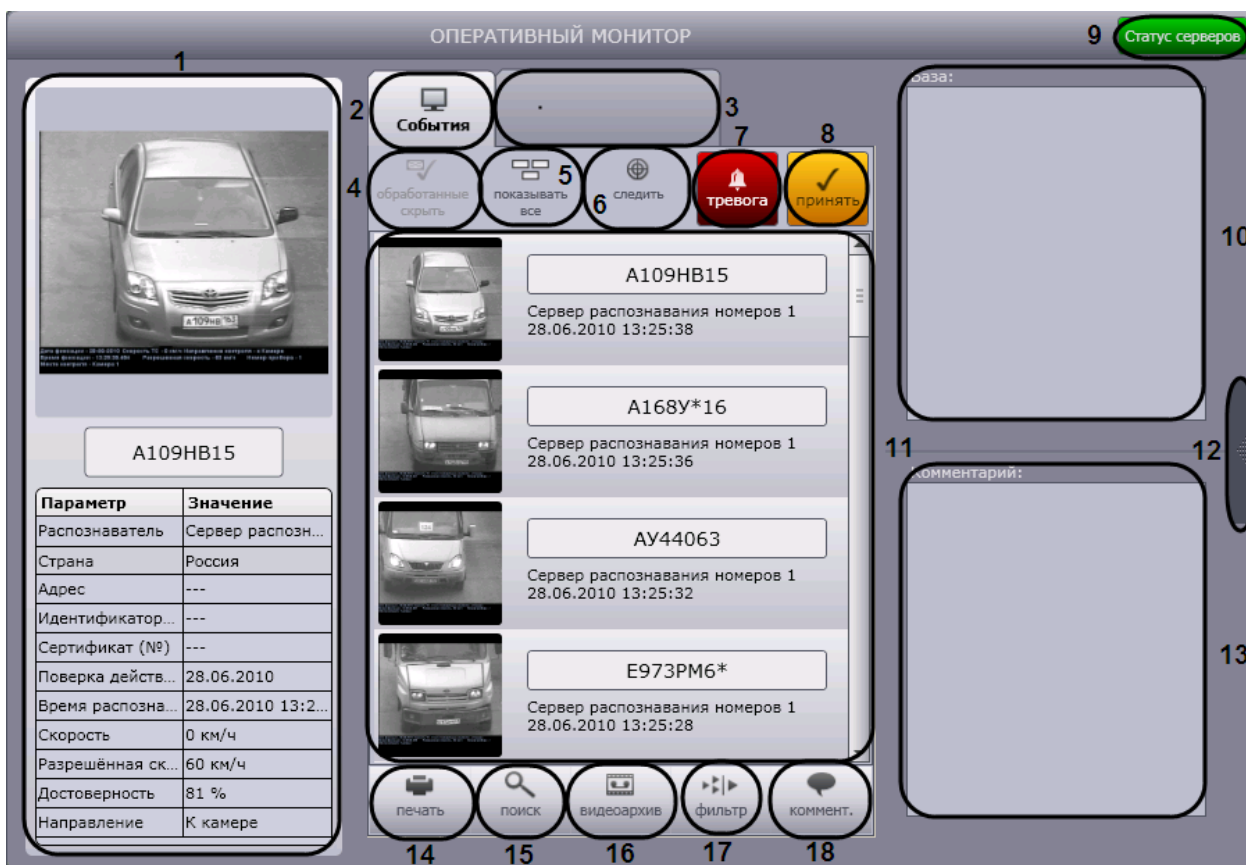 ОПЕРАТИВНЫЙ МОНИТОР
9
Статус серверов
1
2
События
3
7
8
4
обработанные
скрыть
показывать
все
5
6
следить
тревога
принять
А109НВ15
Параметр
Значение
Распознаватель
Сервер распозн...
Страна
Россия
Адрес
---
Идентификатор...
---
Сертификат (№)
---
Поверка действ...
28.06.2010
Время распозна...
28.06.2010 13:2...
Скорость
0 км/ч
Разрешённая ск...
60 км/ч
Достоверность
81 %
Направление
К камере
А109НВ15
Сервер распознавания номеров 1
28.06.2010 13:25:38
А168У*16
Сервер распознавания номеров 1
28.06.2010 13:25:36
АУ44063
Сервер распознавания номеров 1
28.06.2010 13:25:32
Е973РМ6*
Сервер распознавания номеров 1
28.06.2010 13:25:28
печать
поиск
видеоархив
фильтр
коммент.
14
15
16
17
18
База:
10
11
12
Комментарий:
13